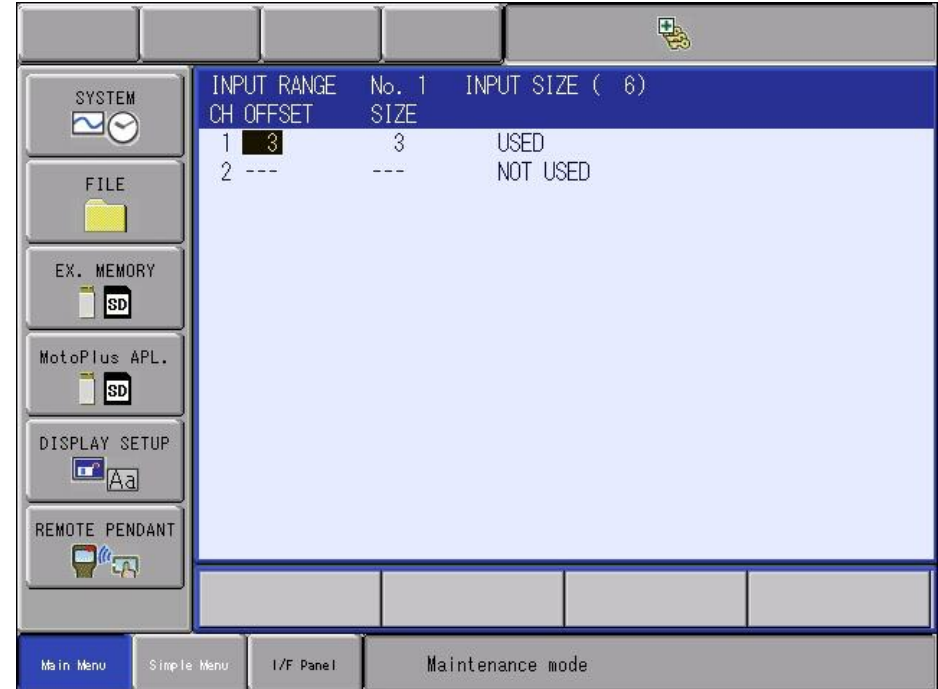 SYSTEM
FILE
EX. MEMORY
SD
MotoPlus APL.
SD
DISPLAY SETUP
Aa
REMOTE PENDANT
INPUT RANGE No. 1 INPUT SIZE ( 6)
CH OFFSET SIZE
1 3 3 USED
2 --- --- NOT USED
Main Menu
Simple Menu
I/F Panel
Maintenance mode